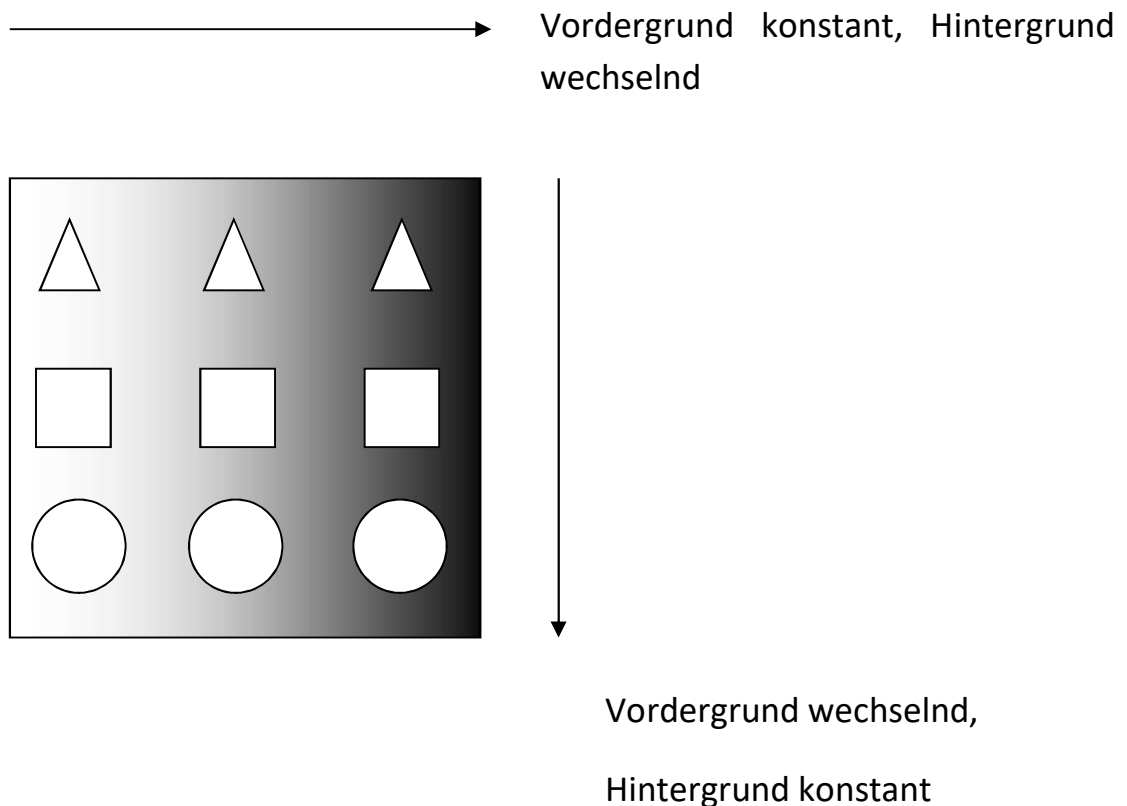 Vordergrund konstant, Hintergrund
wechselnd
Vordergrund wechselnd,
Hintergrund konstant